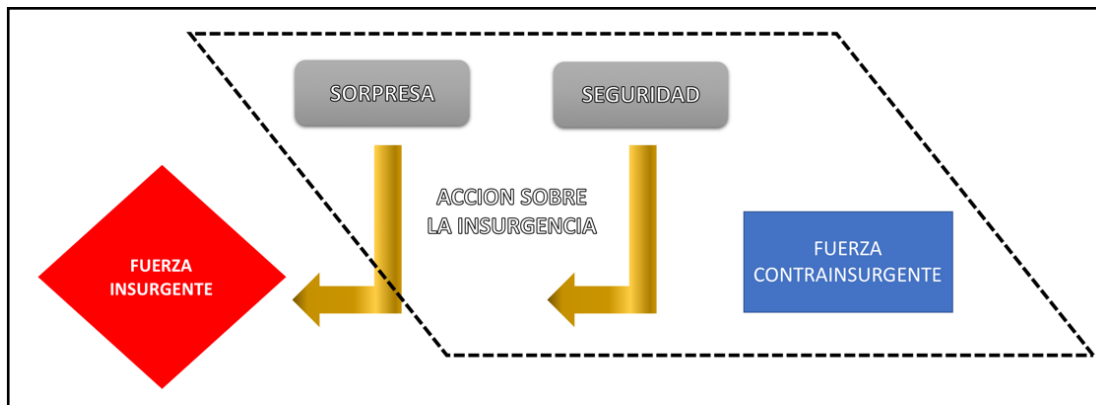 SORPRESA
SEGURIDAD
ACCION SOBRE
LA INSURGENCIA
FUERZA
INSURGENTE
FUERZA
CONTRAINSURGENTE